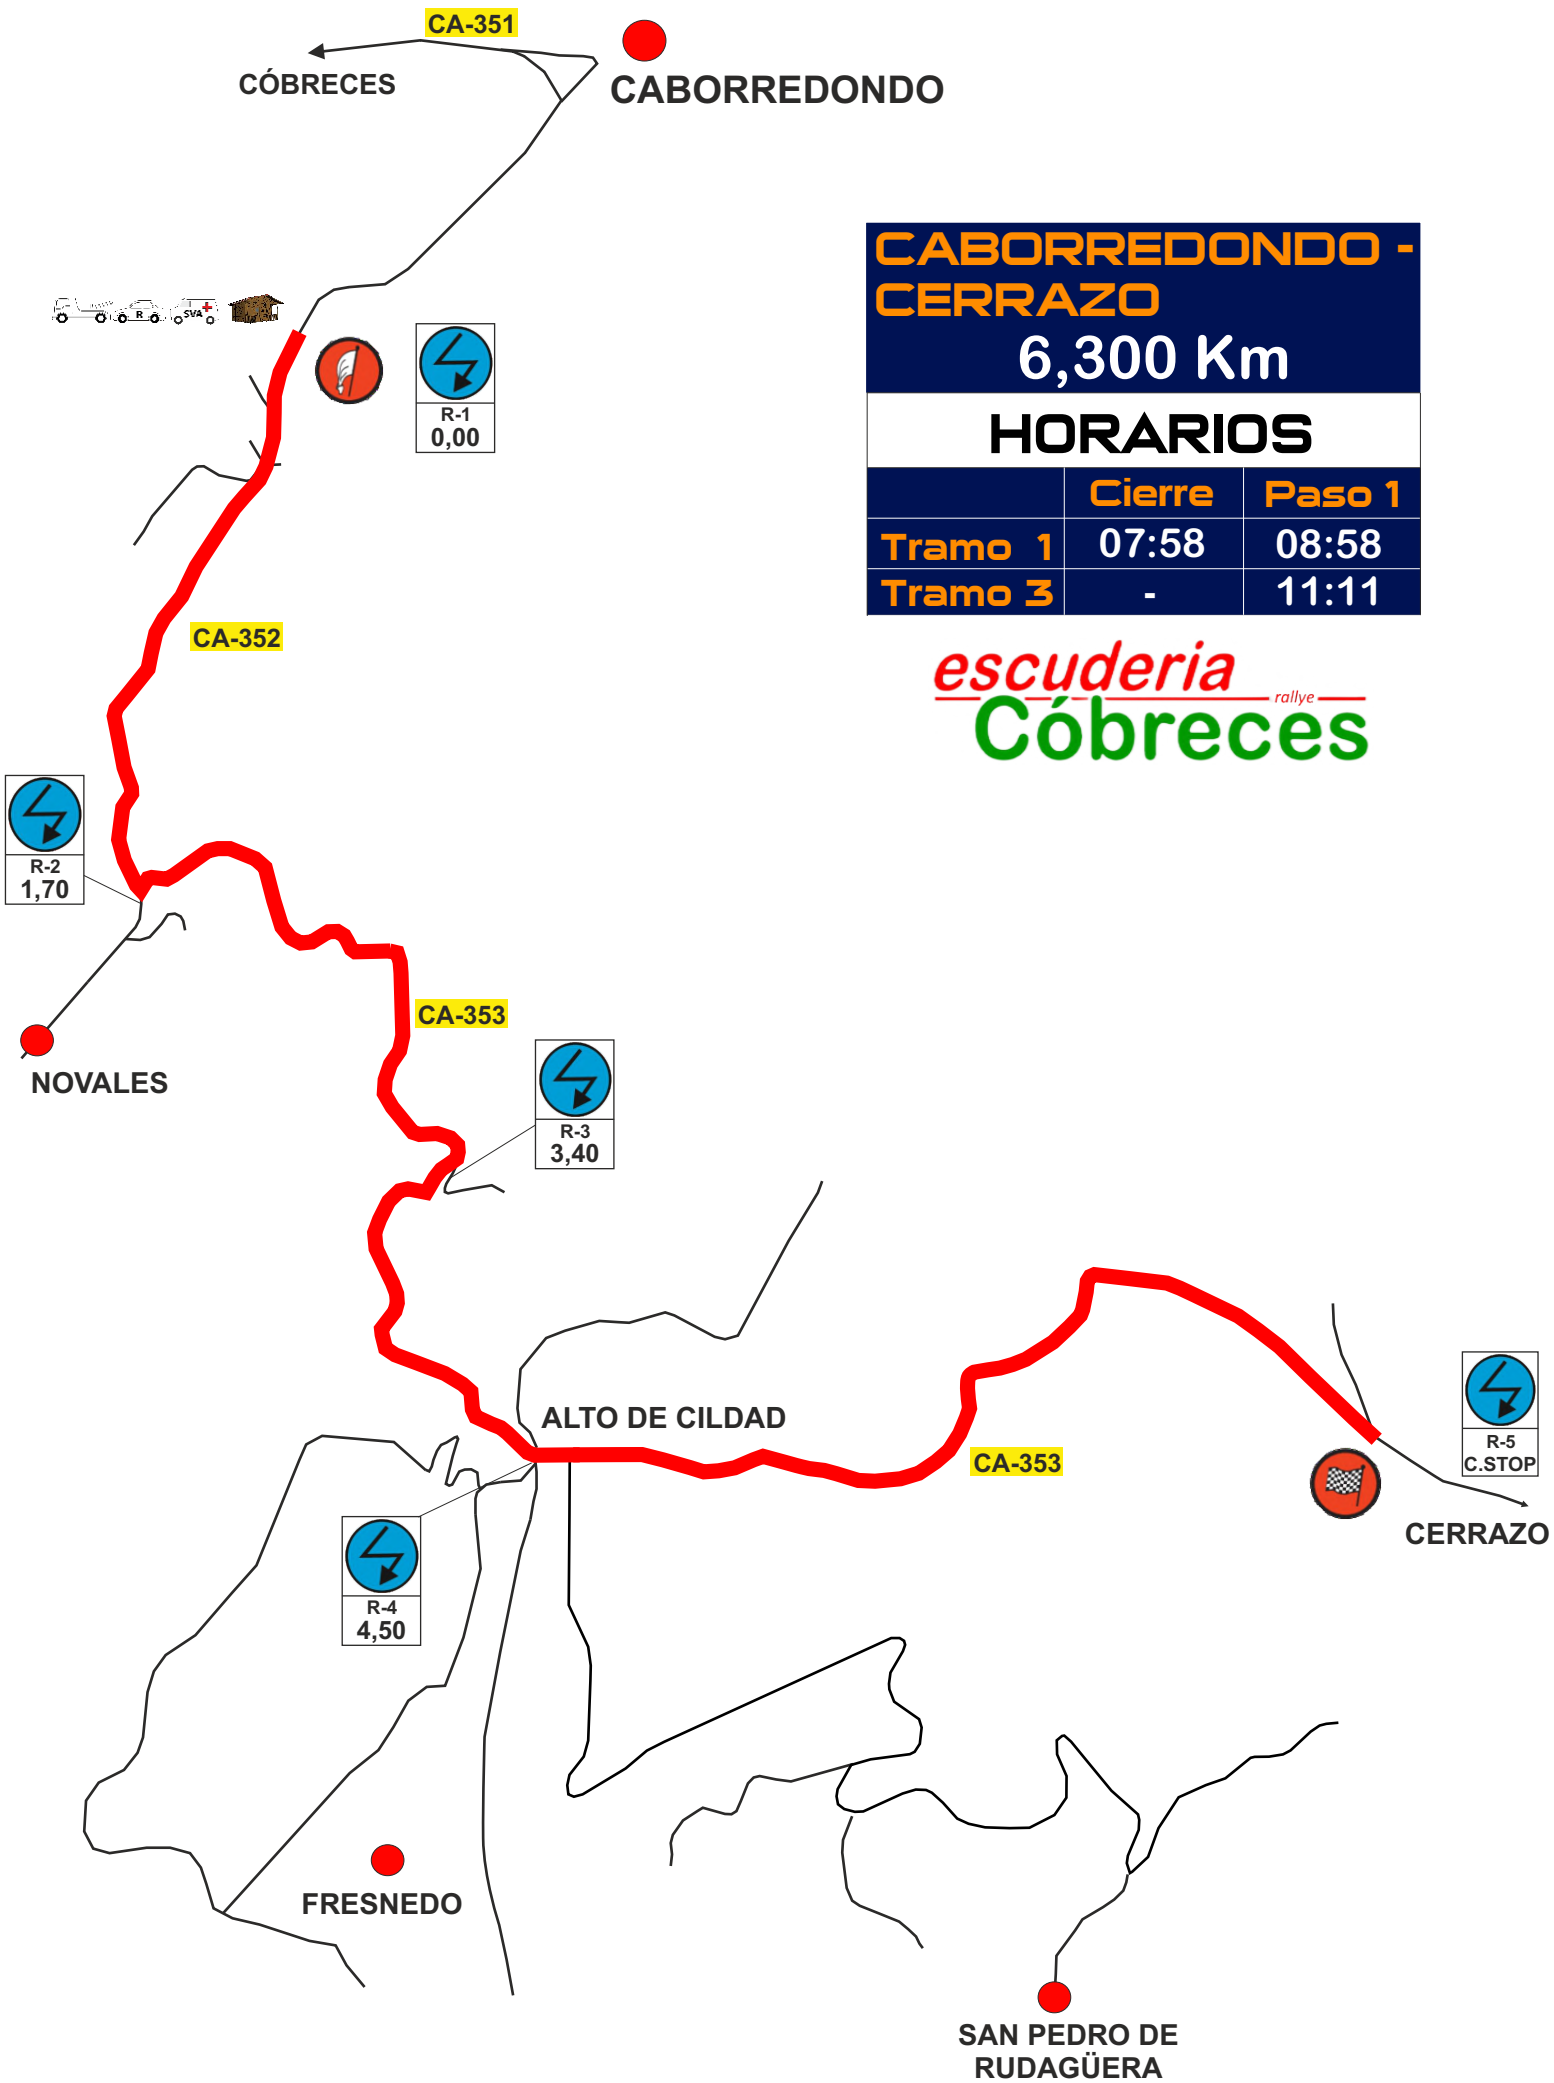 CA-351
CÓBRECES
CABORREDONDO
CABORREDONDO -
CERRAZO
6,300 Km
HORARIOS
Cierre Paso 1
Tramo 1 07:58 08:58
Tramo 3 - 11:11
escuderia
rallye
Cóbreces
R SVA
R-1
0,00
CA-352
R-2
1,70
NOVALES
CA-353
R-3
3,40
ALTO DE CILDAD
CA-353
R-5
C.STOP
CERRAZO
R-4
4,50
FRESNEDO
SAN PEDRO DE
RUDAGÜERA